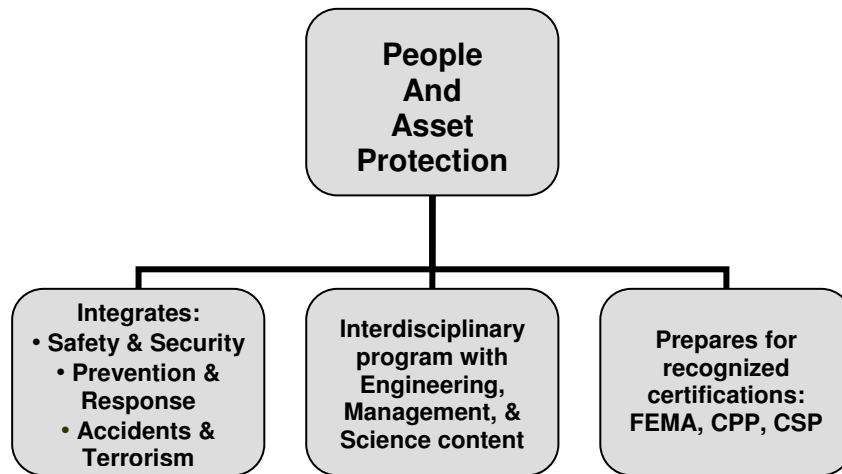 People
And
Asset
Protection
Integrates:
• Safety & Security
• Prevention &
Response
• Accidents &
Terrorism
Interdisciplinary
program with
Engineering,
Management, &
Science content
Prepares for
recognized
certifications:
FEMA, CPP, CSP